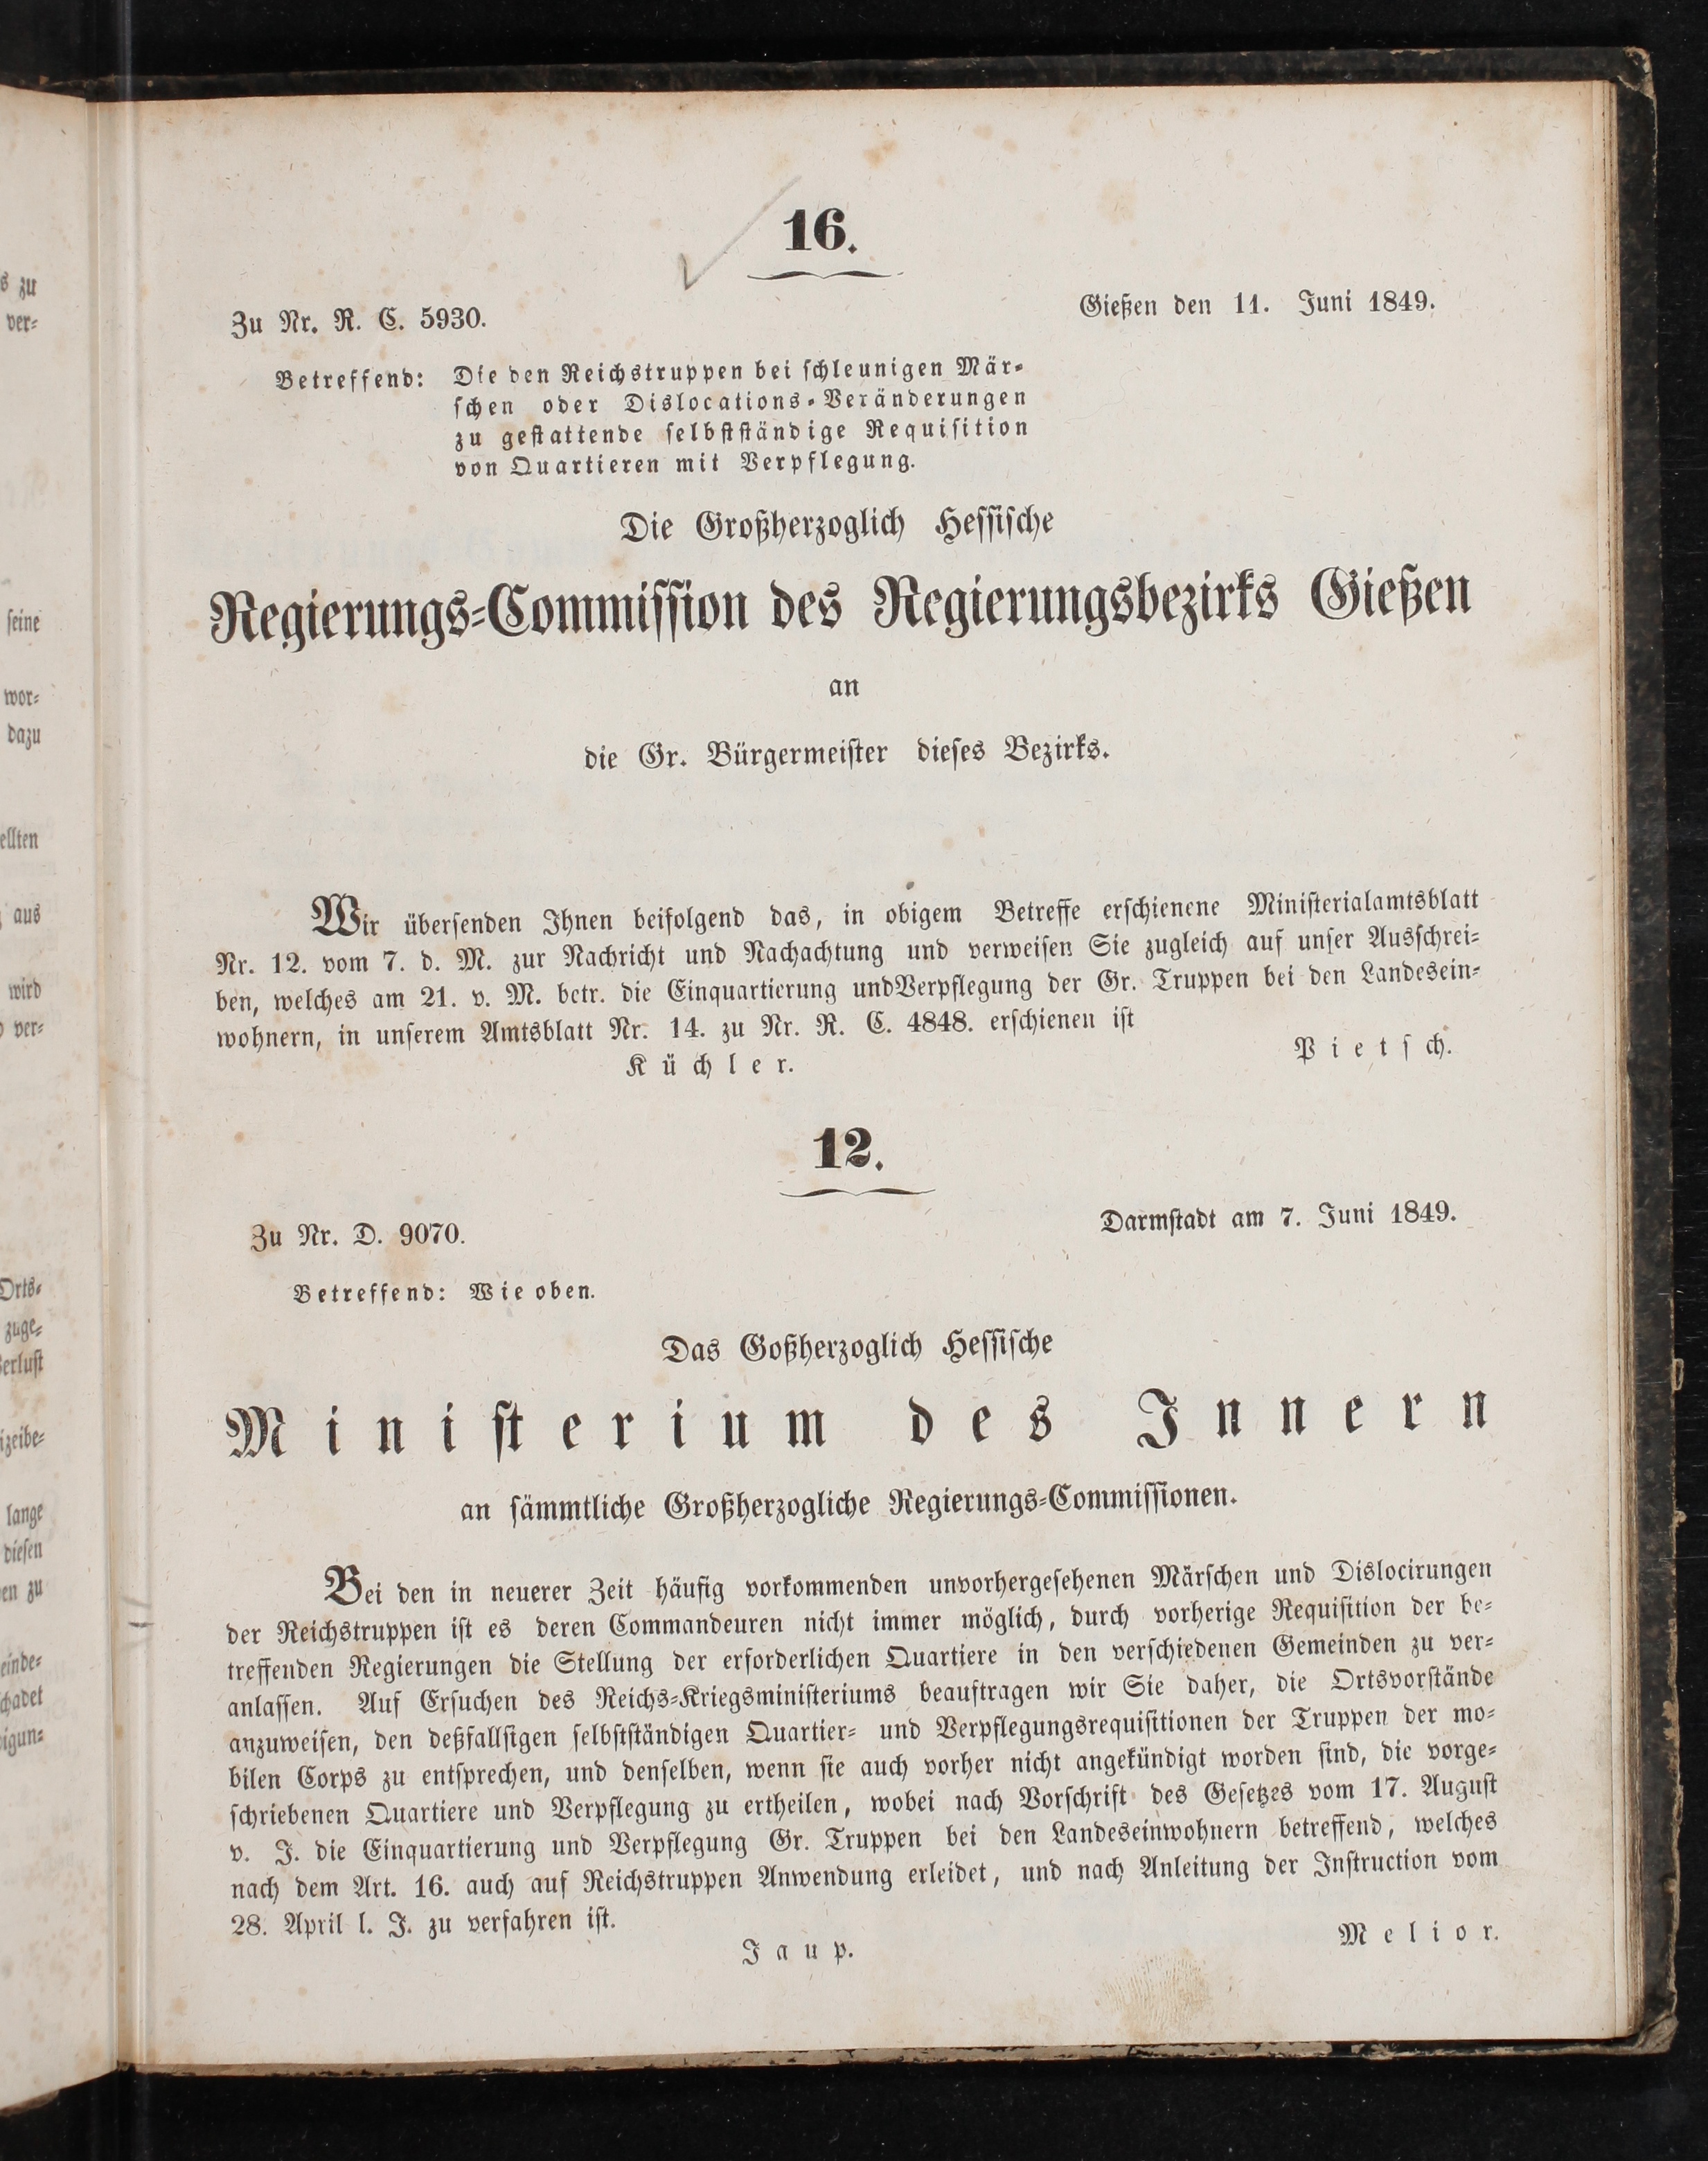 16.
Zu Nr. R. C. 5930.
Gießen den 11. Juni 1849.
Betreffend: Die den Reichstruppen bei schleunigen Mär-
schen oder Dislocations-Veränderungen
zu gestattende selbstständige Requisition
von Quartieren mit Verpflegung.
Die Großherzoglich Hessische
Regierungs-Commission des Regierungsbezirks Gießen
an
die Gr. Bürgermeister dieses Bezirks.
Wir übersenden Ihnen beifolgend das, in obigem Betreffe erschienene Ministerialamtsblatt
Nr. 12. vom 7. d. M. zur Nachricht und Nachachtung und verweisen Sie zugleich auf unser Ausschrei-
ben, welches am 21. v. M. betr. die Einquartierung undVerpflegung der Gr. Truppen bei den Landesein-
wohnern, in unserem Amtsblatt Nr. 14. zu Nr. R. C. 4848. erschienen ist
Küchler.
Pietsch.
12.
Zu Nr. D. 9070.
Darmstadt am 7. Juni 1849.
Betreffend: Wie oben.
Das Goßherzoglich Hessische
Ministerium des Innern
an sämmtliche Großherzogliche Regierungs-Commissionen.
Bei den in neuerer Zeit häufig vorkommenden unvorhergesehenen Märschen und Dislocirungen
der Reichstruppen ist es deren Commandeuren nicht immer möglich, durch vorherige Requisition der be-
treffenden Regierungen die Stellung der erforderlichen Quartiere in den verschiedenen Gemeinden zu ver-
anlassen. Auf Ersuchen des Reichs-Kriegsministeriums beauftragen wir Sie daher, die Ortsvorstände
anzuweisen, den deßfallsigen selbstständigen Quartier- und Verpflegungsrequisitionen der Truppen der mo-
bilen Corps zu entsprechen, und denselben, wenn sie auch vorher nicht angekündigt worden sind, die vorge-
schriebenen Quartiere und Verpflegung zu ertheilen, wobei nach Vorschrift des Gesetzes vom 17. August
v. J. die Einquartierung und Verpflegung Gr. Truppen bei den Landeseinwohnern betreffend, welches
nach dem Art. 16. auch auf Reichstruppen Anwendung erleidet, und nach Anleitung der Instruction vom
28. April l. J. zu verfahren ist.
Jaup.
Melior.